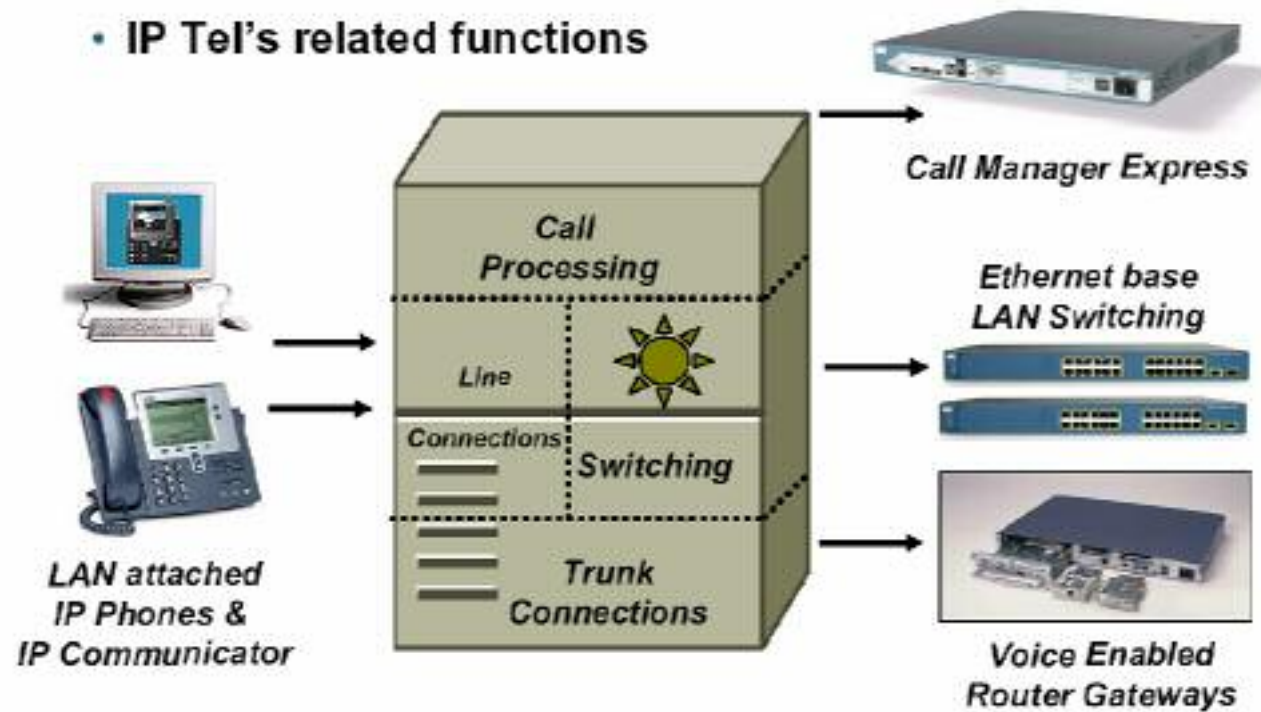 • IP Tel's related functions
Call Manager Express
Call
Processing
Ethernet base
LAN Switching
Line
Connections
Switching
LAN attached
IP Phones &
IP Communicator
Trunk
Connections
Voice Enabled
Router Gateways